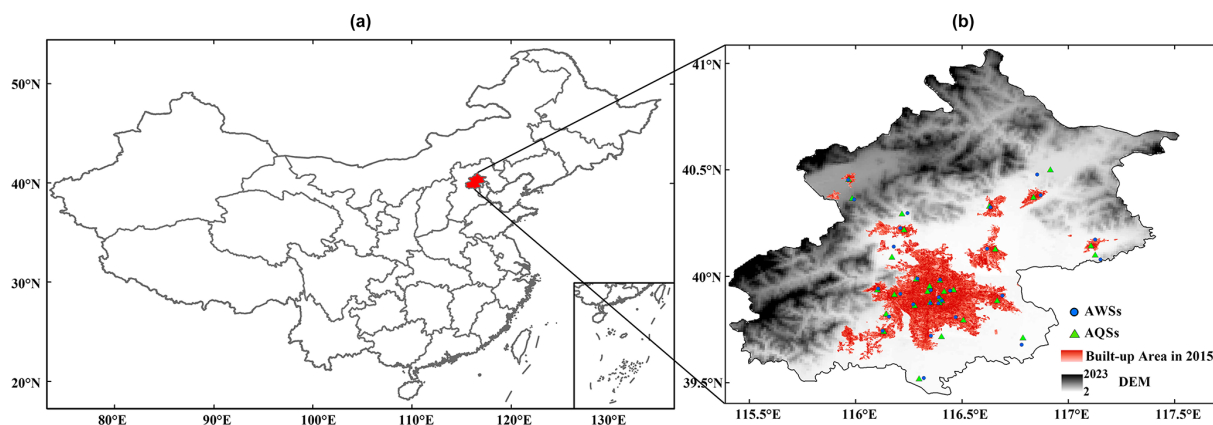 (a)
50°N
40°N
30°N
20°N
80°E
90°E
100°E
110°E
120°E
130°E
(b)
41°N
40.5°N
40°N
39.5°N
AWSs
AQSs
Built-up Area in 2015
2023
DEM
2
115.5°E
116°E
116.5°E
117°E
117.5°E